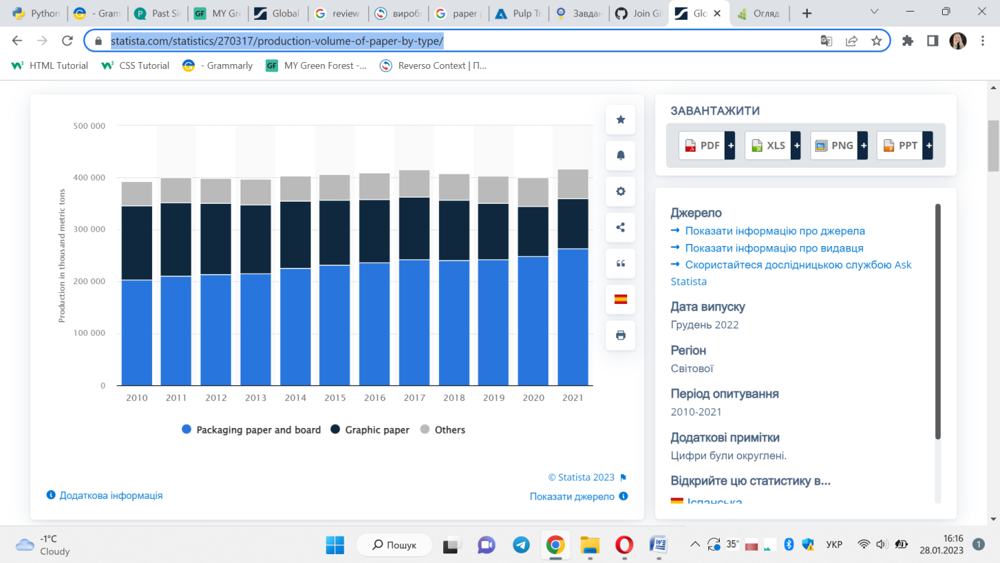 Python
- Gram
Past Si
MY Gre
Global
review
вироб
paper p
Pulp Tr
Завдан
Join Gi
Glo
Огляд
statista.com/statistics/270317/production-volume-of-paper-by-type/
HTML Tutorial
CSS Tutorial
- Grammarly
MY Green Forest -...
Reverso Context | П...
500 000
400 000
300 000
200 000
100 000
0
Production in thousand metric tons
2010 2011 2012 2013 2014 2015 2016 2017 2018 2019 2020 2021
Packaging paper and board Graphic paper Others
© Statista 2023
Додаткова інформація
Показати джерело
ЗАВАНТАЖИТИ
PDF + XLS + PNG + PPT +
Джерело
Показати інформацію про джерела
Показати інформацію про видавця
Скористайтеся дослідницькою службою Ask
Statista
Дата випуску
Грудень 2022
Регіон
Світової
Період опитування
2010-2021
Додаткові примітки
Цифри були округлені.
Відкрийте цю статистику в...
Іспанська
-1°C
Cloudy
Пошук
35°
УКР
16:16
28.01.2023
1